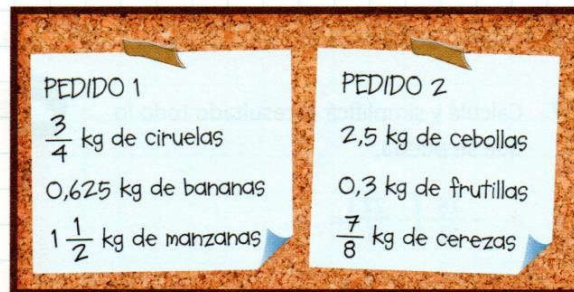 PEDIDO 1
3/4 kg de ciruelas
0,625 kg de bananas
1 1/2 kg de manzanas
PEDIDO 2
2,5 kg de cebollas
0,3 kg de frutillas
7/8 kg de cerezas